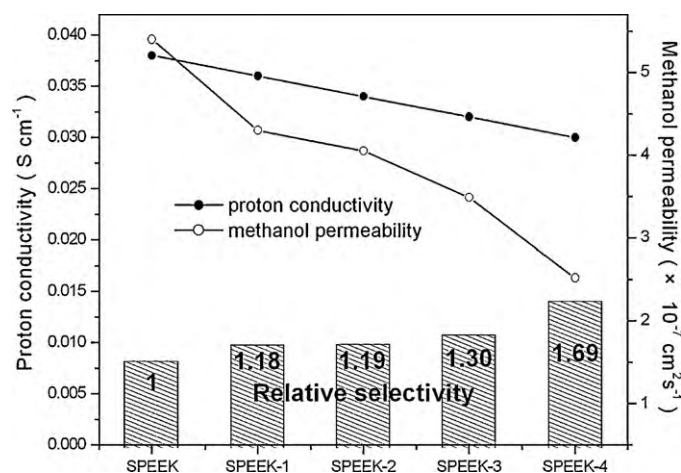 0.040
0.035
0.030
0.025
0.020
0.015
0.010
0.005
0.000
Proton conductivity ( S cm⁻¹ )
proton conductivity
methanol permeability
1
1.18
1.19
1.30
1.69
Relative selectivity
SPEEK
SPEEK-1
SPEEK-2
SPEEK-3
SPEEK-4
5
4
3
2
1
Methanol permeability ( × 10⁻⁷ cm²s⁻¹)